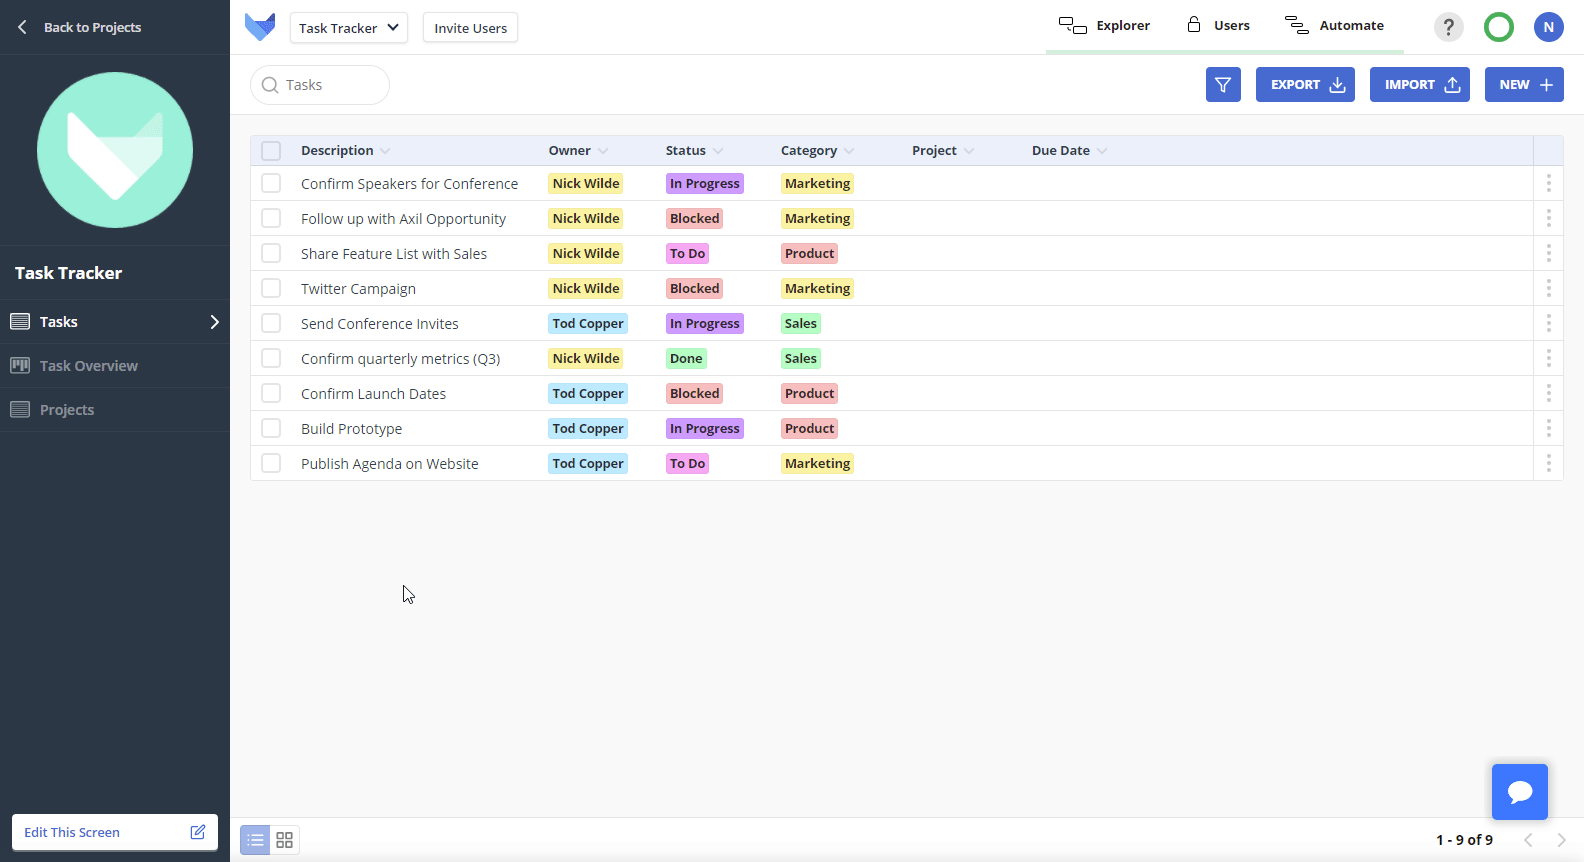 Back to Projects
Task Tracker
Invite Users
Explorer
Users
Automate
?
N
Tasks
EXPORT
IMPORT
NEW
Task Tracker
Tasks
Task Overview
Projects
Edit This Screen
Description Owner Status Category Project Due Date
Confirm Speakers for Conference Nick Wilde In Progress Marketing
Follow up with Axil Opportunity Nick Wilde Blocked Marketing
Share Feature List with Sales Nick Wilde To Do Product
Twitter Campaign Nick Wilde Blocked Marketing
Send Conference Invites Tod Copper In Progress Sales
Confirm quarterly metrics (Q3) Nick Wilde Done Sales
Confirm Launch Dates Tod Copper Blocked Product
Build Prototype Tod Copper In Progress Product
Publish Agenda on Website Tod Copper To Do Marketing
1 - 9 of 9